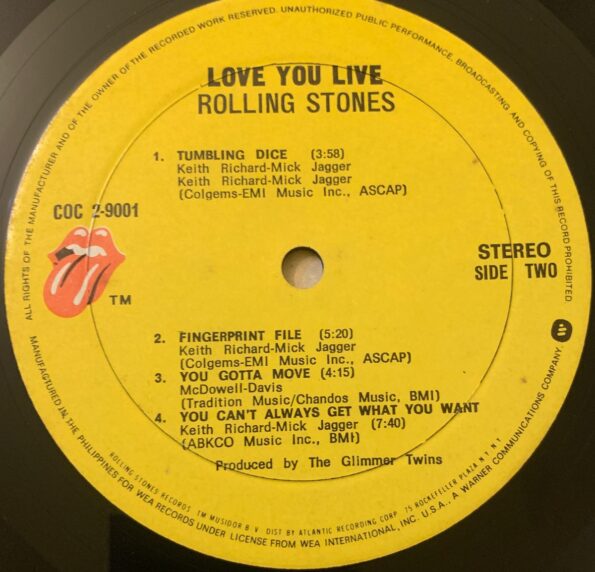 ALL RIGHTS OF THE MANUFACTURER AND OF THE OWNER OF THE RECORDED WORK RESERVED. UNAUTHORIZED PUBLIC PERFORMANCE, BROADCASTING AND COPYING OF THIS RECORD PROHIBITED.
LOVE YOU LIVE
ROLLING STONES
1. TUMBLING DICE (3:58)
Keith Richard-Mick Jagger
Keith Richard-Mick Jagger
(Colgems-EMI Music Inc., ASCAP)
COC 2-9001
TM
STEREO
SIDE TWO
2. FINGERPRINT FILE (5:20)
Keith Richard-Mick Jagger
(Colgems-EMI Music Inc., ASCAP)
3. YOU GOTTA MOVE (4:15)
McDowell-Davis
(Tradition Music/Chandos Music, BMI)
4. YOU CAN'T ALWAYS GET WHAT YOU WANT
Keith Richard-Mick Jagger (7:40)
(ABKCO Music Inc., BMI)
Produced by The Glimmer Twins
ROLLING STONES RECORDS TM MUSIDOR B V DIST BY ATLANTIC RECORDING CORP 75 ROCKEFELLER PLAZA N Y N Y
MANUFACTURED IN THE PHILIPPINES FOR WEA RECORDS UNDER LICENSE FROM WEA INTERNATIONAL, INC. U.S.A., A WARNER COMMUNICATIONS COMPANY.